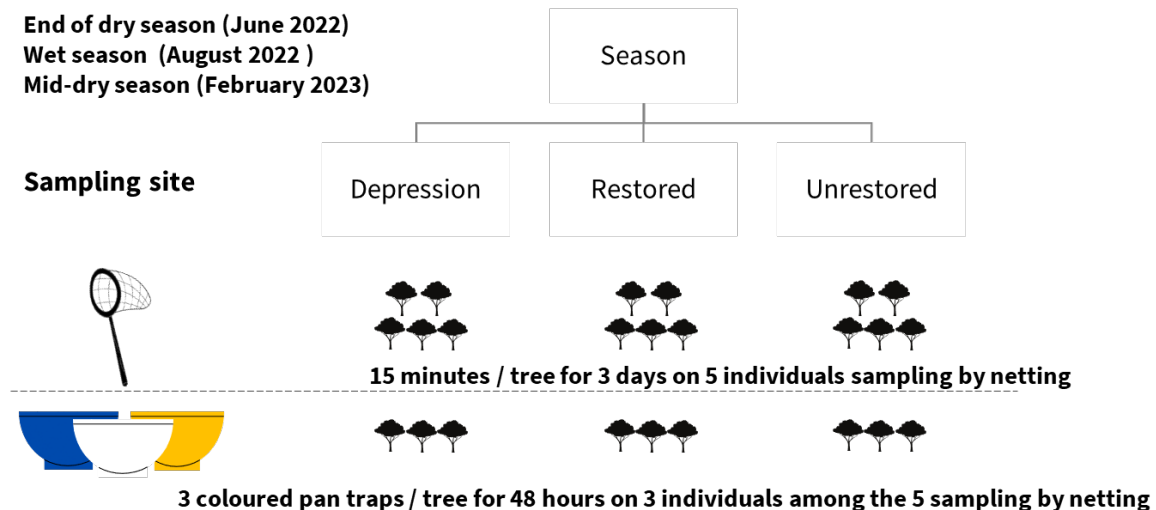 End of dry season (June 2022)
Wet season  (August 2022 )
Mid-dry season (February 2023)
Season
Sampling site
Depression
Restored
Unrestored
15 minutes / tree for 3 days on 5 individuals sampling by netting
3 coloured pan traps / tree for 48 hours on 3 individuals among the 5 sampling by netting